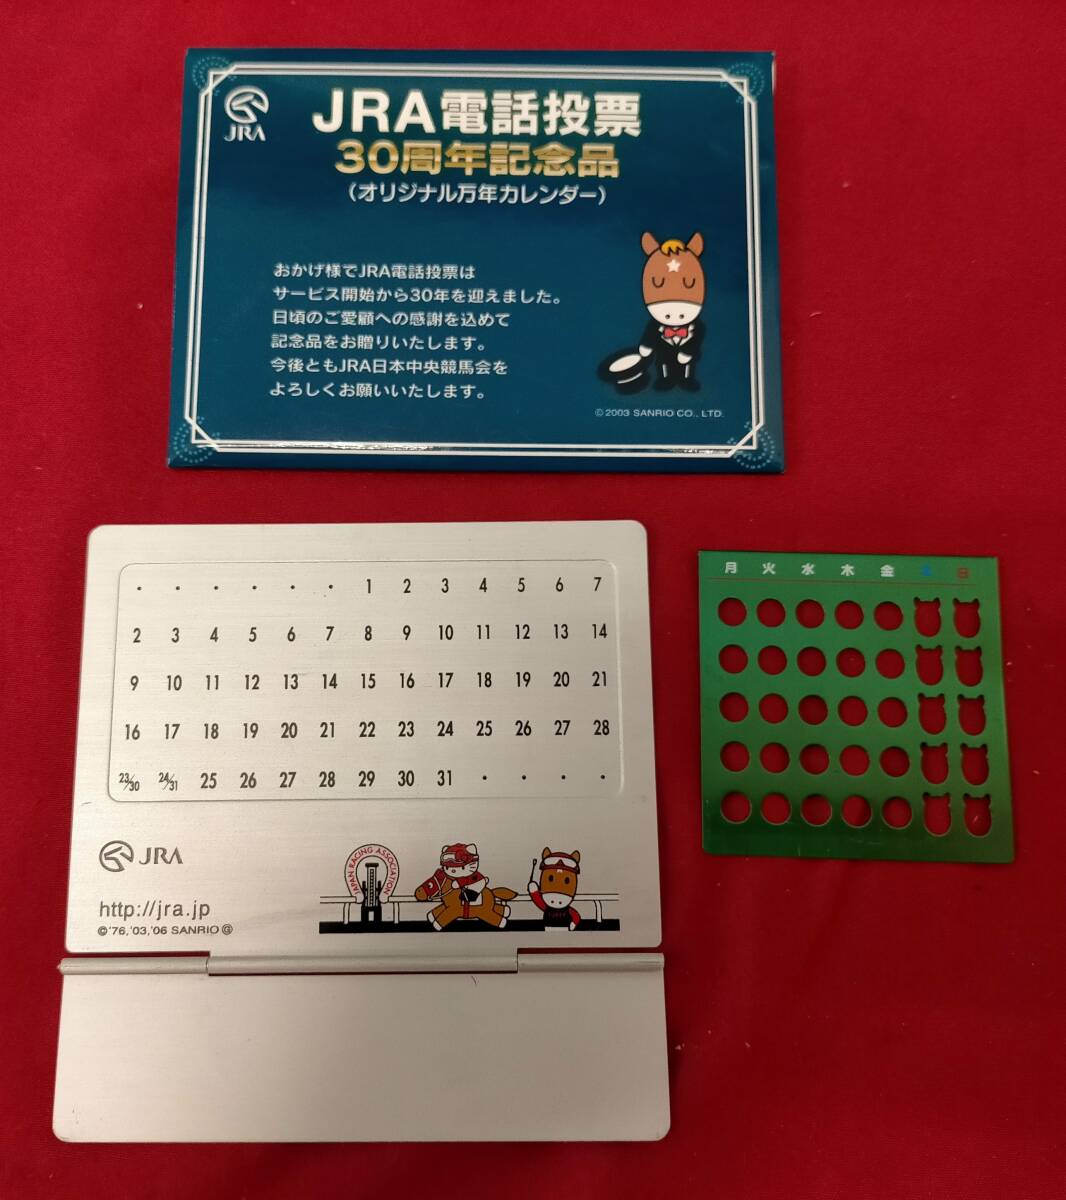 JRA
JRA電話投票
30周年記念品
(オリジナル万年カレンダー)
おかげ様でJRA電話投票は
サービス開始から30年を迎えました。
日頃のご愛顧への感謝を込めて
記念品をお贈りいたします。
今後ともJRA日本中央競馬会を
よろしくお願いいたします。
© 2003 SANRIO CO., LTD.
・ ・ ・ ・ ・ ・ 1 2 3 4 5 6 7
2 3 4 5 6 7 8 9 10 11 12 13 14
9 10 11 12 13 14 15 16 17 18 19 20 21
16 17 18 19 20 21 22 23 24 25 26 27 28
23/30 24/31 25 26 27 28 29 30 31 ・ ・ ・ ・
JRA
http://jra.jp
©'76,'03,'06 SANRIO Ⓖ
JAPAN RACING ASSOCIATION
月 火 水 木 金 土 日